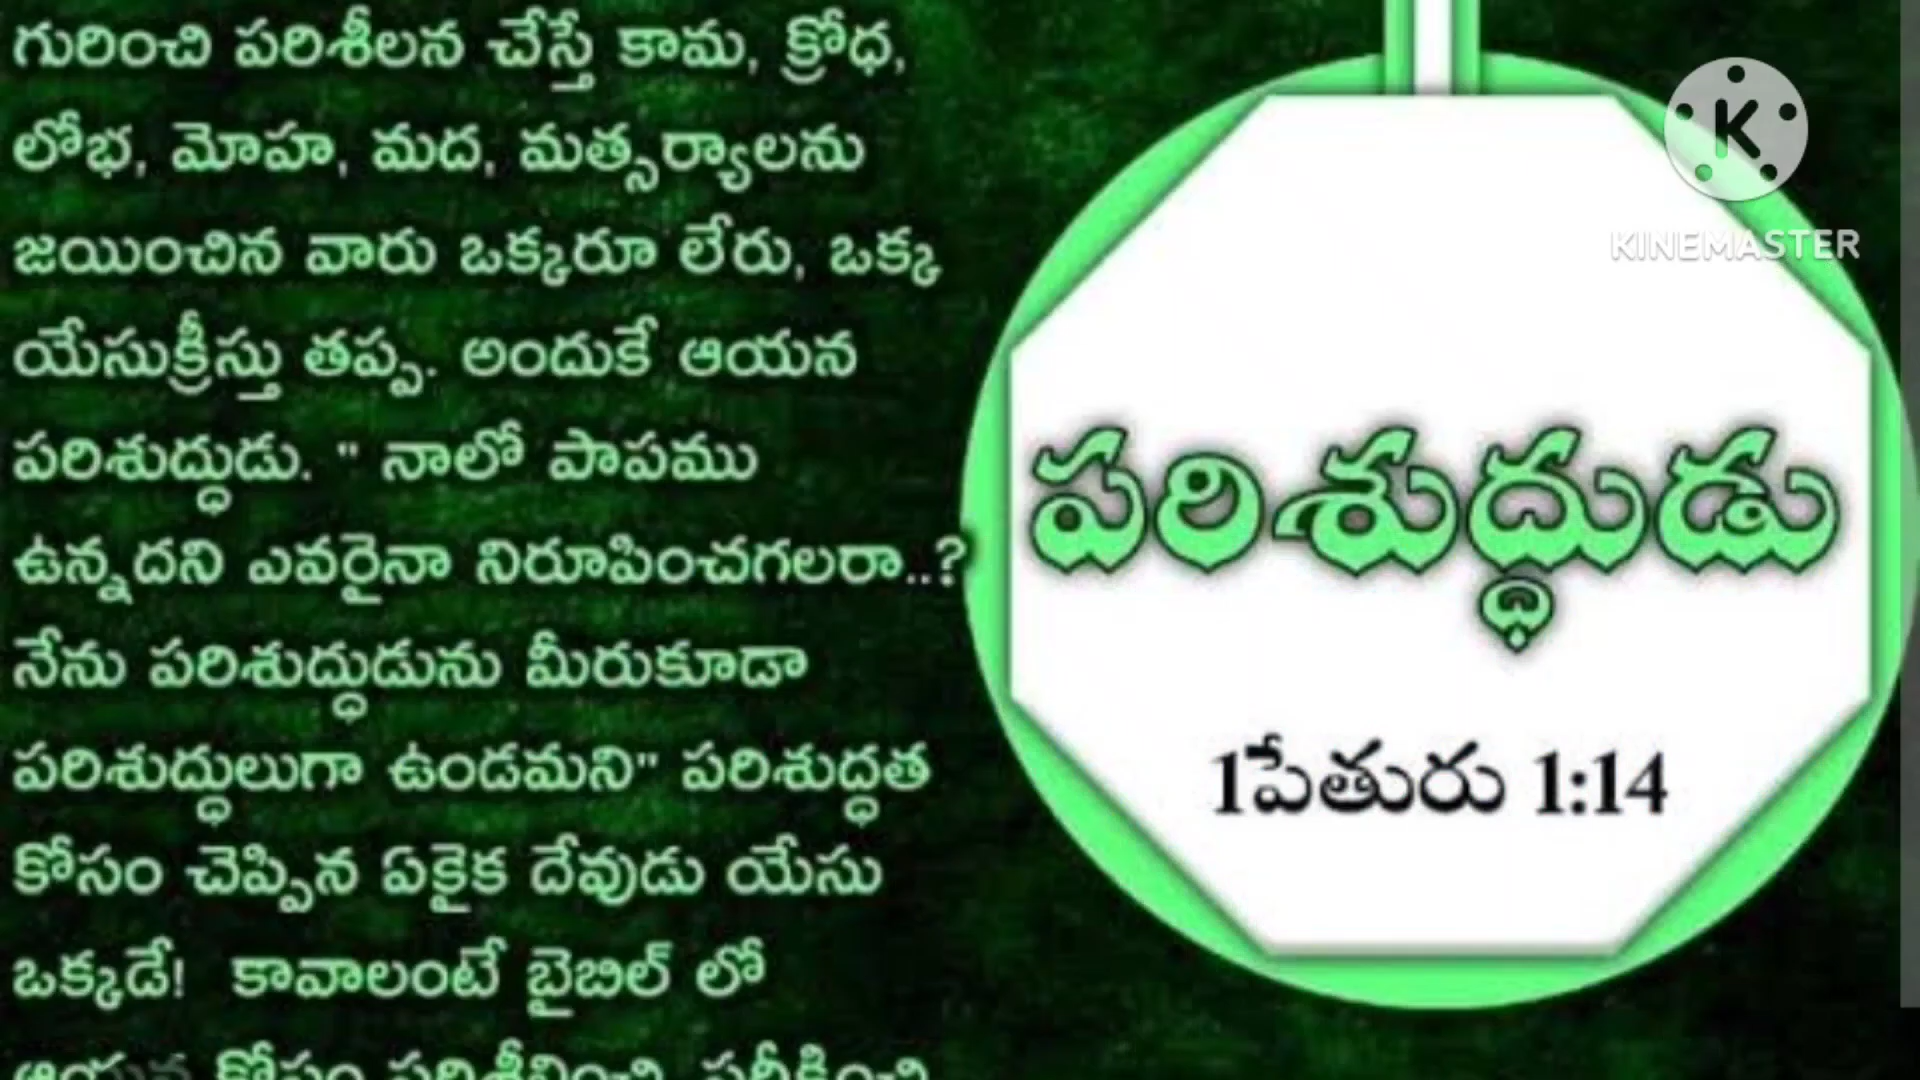 గురించి పరిశీలన చేస్తే కామ, క్రోధ,
లోభ, మోహ, మద, మత్సర్యాలను
జయించిన వారు ఒక్కరూ లేరు, ఒక్క
యేసుక్రీస్తు తప్ప. అందుకే ఆయన
పరిశుద్ధుడు. " నాలో పాపము
ఉన్నదని ఎవరైనా నిరూపించగలరా..?
నేను పరిశుద్ధుడును మీరుకూడా
పరిశుద్ధులుగా ఉండమని" పరిశుద్ధత
కోసం చెప్పిన ఏకైక దేవుడు యేసు
ఒక్కడే! కావాలంటే బైబిల్ లో
పరిశుద్ధుడు
1పేతురు 1:14
KINEMASTER